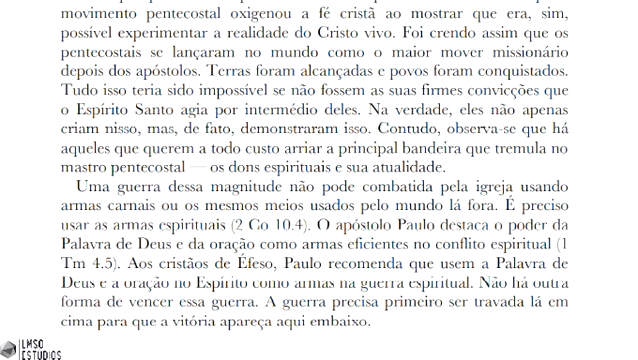 movimento pentecostal oxigenou a fé cristã ao mostrar que era, sim,
possível experimentar a realidade do Cristo vivo. Foi crendo assim que os
pentecostais se lançaram no mundo como o maior mover missionário
depois dos apóstolos. Terras foram alcançadas e povos foram conquistados.
Tudo isso teria sido impossível se não fossem as suas firmes convicções que
o Espírito Santo agia por intermédio deles. Na verdade, eles não apenas
criam nisso, mas, de fato, demonstraram isso. Contudo, observa-se que há
aqueles que querem a todo custo arriar a principal bandeira que tremula no
mastro pentecostal — os dons espirituais e sua atualidade.
Uma guerra dessa magnitude não pode combatida pela igreja usando
armas carnais ou os mesmos meios usados pelo mundo lá fora. É preciso
usar as armas espirituais (2 Co 10.4). O apóstolo Paulo destaca o poder da
Palavra de Deus e da oração como armas eficientes no conflito espiritual (1
Tm 4.5). Aos cristãos de Éfeso, Paulo recomenda que usem a Palavra de
Deus e a oração no Espírito como armas na guerra espiritual. Não há outra
forma de vencer essa guerra. A guerra precisa primeiro ser travada lá em
cima para que a vitória apareça aqui embaixo.
LMSO
ESTUDIOS